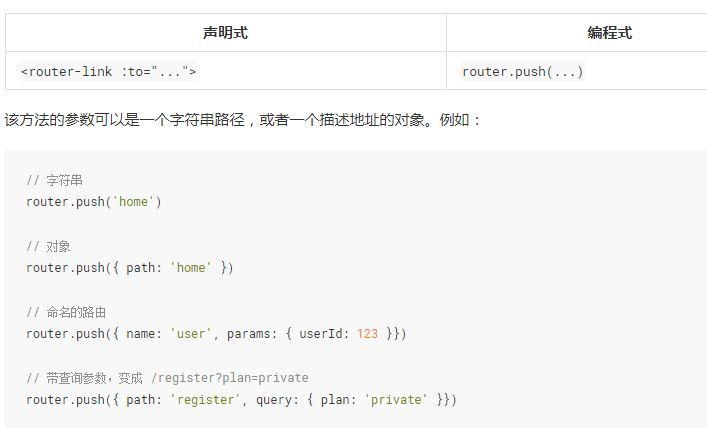 声明式 编程式
<router-link :to="..."> router.push(...)
该方法的参数可以是一个字符串路径，或者一个描述地址的对象。例如：
// 字符串
router.push('home')
// 对象
router.push({ path: 'home' })
// 命名的路由
router.push({ name: 'user', params: { userId: 123 }})
// 带查询参数，变成 /register?plan=private
router.push({ path: 'register', query: { plan: 'private' }})